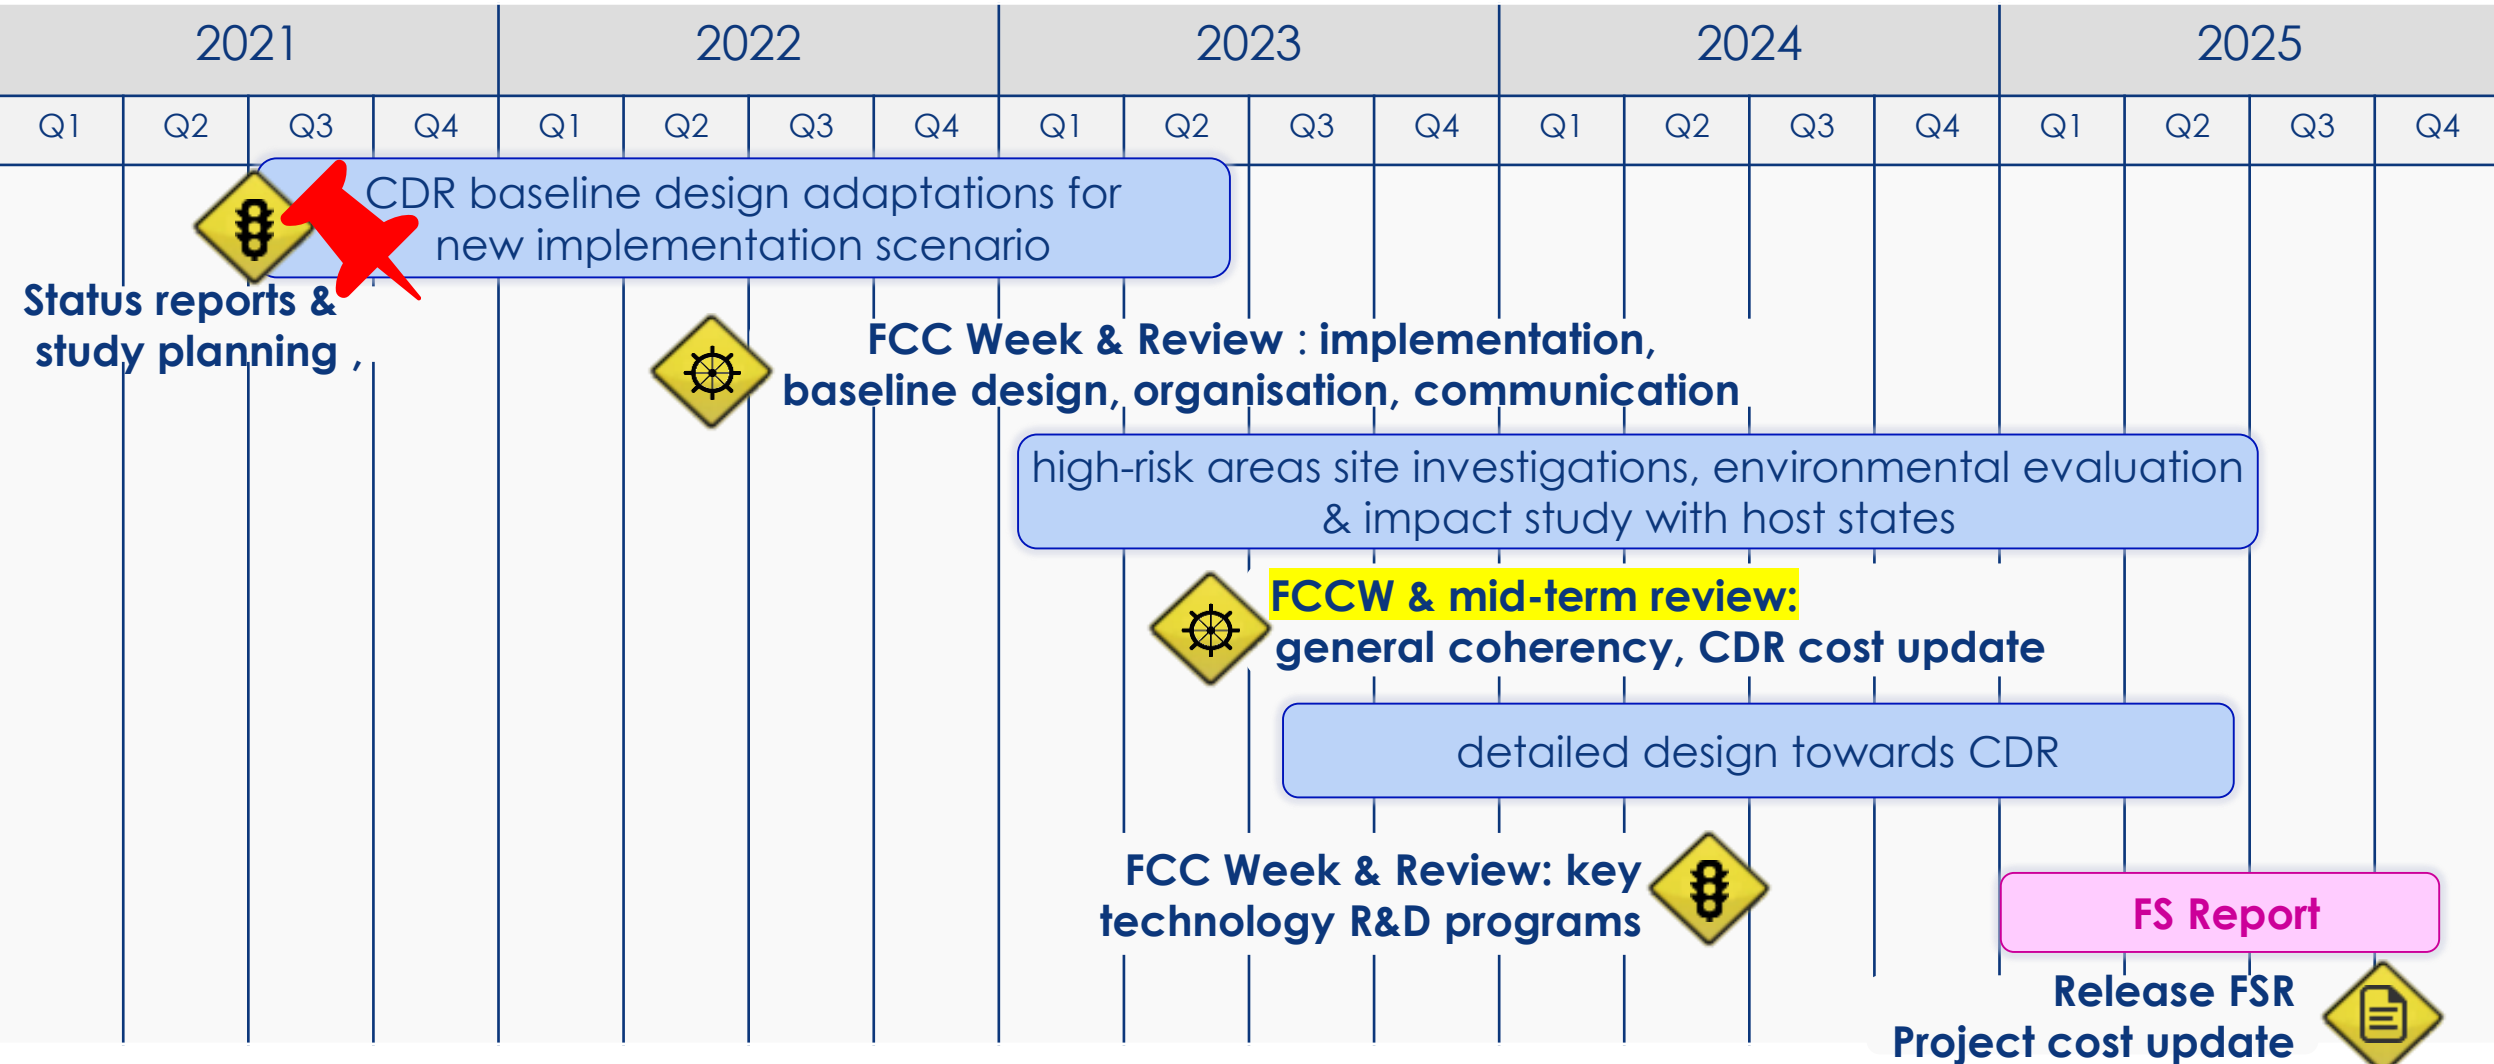 2021 2022 2023 2024 2025
Q1 Q2 Q3 Q4 Q1 Q2 Q3 Q4 Q1 Q2 Q3 Q4 Q1 Q2 Q3 Q4 Q1 Q2 Q3 Q4
CDR baseline design adaptations for
new implementation scenario
Status reports &
study planning ,
FCC Week & Review : implementation,
baseline design, organisation, communication
high-risk areas site investigations, environmental evaluation
& impact study with host states
FCCW & mid-term review:
general coherency, CDR cost update
detailed design towards CDR
FCC Week & Review: key
technology R&D programs
FS Report
Release FSR
Project cost update